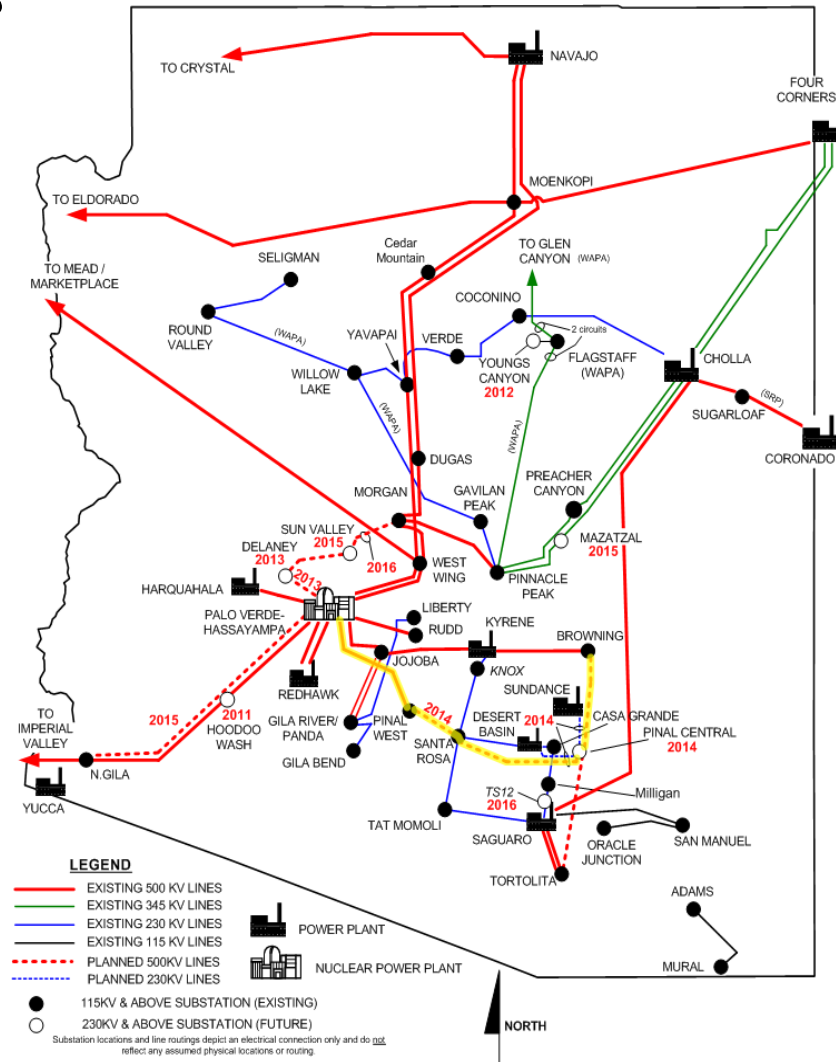 NAVAJO
TO CRYSTAL
FOUR
CORNERS
MOENKOPI
TO ELDORADO
Cedar
Mountain
TO GLEN
CANYON (WAPA)
SELIGMAN
TO MEAD /
MARKETPLACE
COCONINO
2 circuits
ROUND
VALLEY
(WAPA)
YAVAPAI
VERDE
YOUNGS
CANYON
2012
FLAGSTAFF
(WAPA)
CHOLLA
WILLOW
LAKE
(WAPA)
(SRP)
SUGARLOAF
(WAPA)
CORONADO
DUGAS
PREACHER
CANYON
MORGAN
GAVILAN
PEAK
SUN VALLEY
2015
2016
MAZATZAL
2015
DELANEY
2013
2013
WEST
WING
PINNACLE
PEAK
HARQUAHALA
PALO VERDE-
HASSAYAMPA
LIBERTY
RUDD
KYRENE
BROWNING
JOJOBA
KNOX
REDHAWK
SUNDANCE
2011
HOODOO
WASH
2015
TO
IMPERIAL
VALLEY
GILA RIVER/
PANDA
PINAL
WEST
2014
DESERT
BASIN
2014
CASA GRANDE
PINAL CENTRAL
2014
GILA BEND
SANTA
ROSA
N.GILA
YUCCA
Milligan
TS12
2016
TAT MOMOLI
SAGUARO
ORACLE
JUNCTION
SAN MANUEL
TORTOLITA
ADAMS
MURAL
LEGEND
EXISTING 500 KV LINES
EXISTING 345 KV LINES
EXISTING 230 KV LINES
EXISTING 115 KV LINES
PLANNED 500KV LINES
PLANNED 230KV LINES
POWER PLANT
NUCLEAR POWER PLANT
115KV & ABOVE SUBSTATION (EXISTING)
230KV & ABOVE SUBSTATION (FUTURE)
Substation locations and line routings depict an electrical connection only and do not
reflect any assumed physical locations or routing.
NORTH